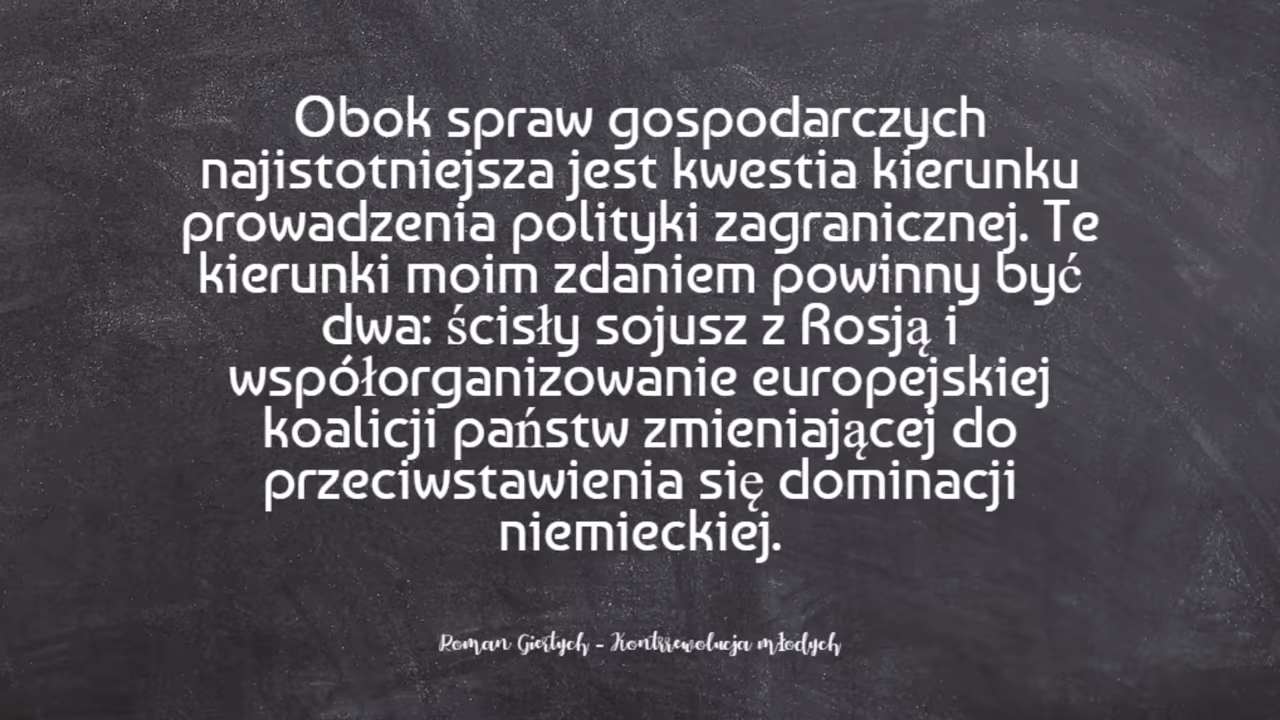 Obok spraw gospodarczych
najistotniejsza jest kwestia kierunku
prowadzenia polityki zagranicznej. Te
kierunki moim zdaniem powinny być
dwa: ścisły sojusz z Rosją i
współorganizowanie europejskiej
koalicji państw zmieniającej do
przeciwstawienia się dominacji
niemieckiej.
Roman Giertych - Kontrrewolucja młodych